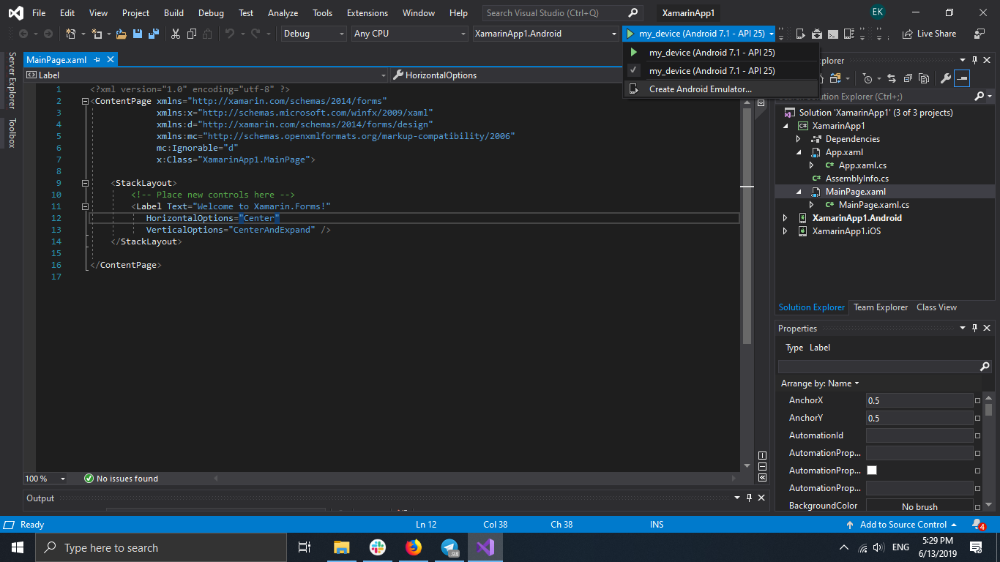 File Edit View Project Build Debug Test Analyze Tools Extensions Window Help Search Visual Studio (Ctrl+Q) XamarinApp1 EK
Debug Any CPU XamarinApp1.Android my_device (Android 7.1 - API 25) Live Share
my_device (Android 7.1 - API 25)
my_device (Android 7.1 - API 25)
Create Android Emulator...
Server Explorer
Toolbox
MainPage.xaml
Label HorizontalOptions
1 <?xml version="1.0" encoding="utf-8" ?>
2 <ContentPage xmlns="http://xamarin.com/schemas/2014/forms"
3 xmlns:x="http://schemas.microsoft.com/winfx/2009/xaml"
4 xmlns:d="http://xamarin.com/schemas/2014/forms/design"
5 xmlns:mc="http://schemas.openxmlformats.org/markup-compatibility/2006"
6 mc:Ignorable="d"
7 x:Class="XamarinApp1.MainPage">
8
9 <StackLayout>
10 <!-- Place new controls here -->
11 <Label Text="Welcome to Xamarin.Forms!"
12 HorizontalOptions="Center"
13 VerticalOptions="CenterAndExpand" />
14 </StackLayout>
15
16 </ContentPage>
17
100 % No issues found
Output
plorer
Solution Explorer (Ctrl+;)
Solution 'XamarinApp1' (3 of 3 projects)
C# XamarinApp1
Dependencies
App.xaml
C# App.xaml.cs
C# AssemblyInfo.cs
MainPage.xaml
C# MainPage.xaml.cs
XamarinApp1.Android
XamarinApp1.iOS
Solution Explorer Team Explorer Class View
Properties
Type Label
Arrange by: Name
AnchorX 0.5
AnchorY 0.5
AutomationId
AutomationProp...
AutomationProp...
AutomationProp...
BackgroundColor No brush
Ready Ln 12 Col 38 Ch 38 INS Add to Source Control 4
Type here to search 98 ENG 5:29 PM
6/13/2019